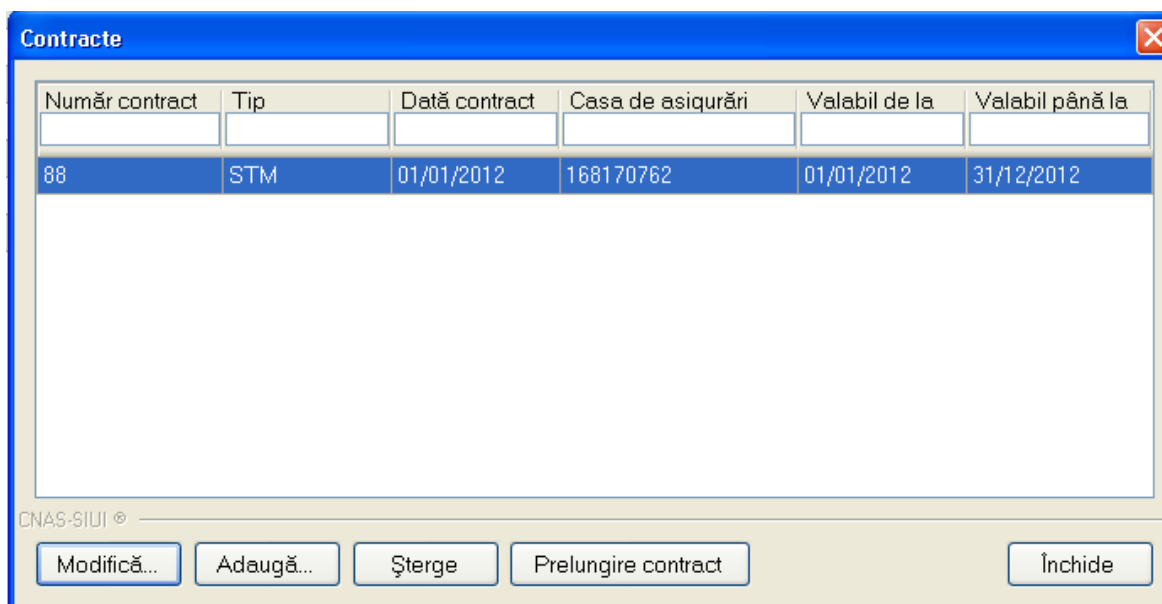 Contracte
Număr contract Tip Dată contract Casa de asigurări Valabil de la Valabil până la
88 STM 01/01/2012 168170762 01/01/2012 31/12/2012
CNAS-SIUI ®
Modifică... Adaugă... Şterge Prelungire contract Închide